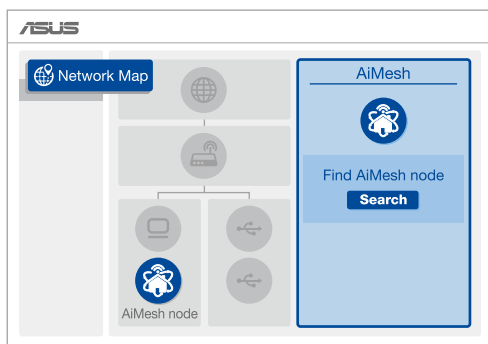 ASUS
Network Map
AiMesh
Find AiMesh node
Search
AiMesh node